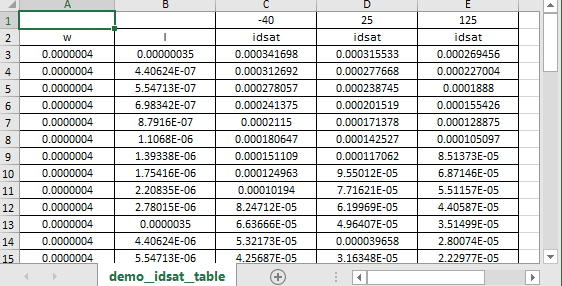 A B C D E
1 -40 25 125
2 w l idsat idsat idsat
3 0.0000004 0.00000035 0.000341698 0.000315533 0.000269456
4 0.0000004 4.40624E-07 0.000312692 0.000277668 0.000227004
5 0.0000004 5.54713E-07 0.000278057 0.000238745 0.0001888
6 0.0000004 6.98342E-07 0.000241375 0.000201519 0.000155426
7 0.0000004 8.7916E-07 0.0002115 0.000171378 0.000128875
8 0.0000004 1.1068E-06 0.000180647 0.000142527 0.000105097
9 0.0000004 1.39338E-06 0.000151109 0.000117062 8.51373E-05
10 0.0000004 1.75416E-06 0.000124963 9.55012E-05 6.87146E-05
11 0.0000004 2.20835E-06 0.00010194 7.71621E-05 5.51157E-05
12 0.0000004 2.78015E-06 8.24712E-05 6.19969E-05 4.40587E-05
13 0.0000004 0.0000035 6.63666E-05 4.96407E-05 3.51499E-05
14 0.0000004 4.40624E-06 5.32173E-05 0.000039658 2.80074E-05
15 0.0000004 5.54713E-06 4.25687E-05 3.16348E-05 2.22977E-05
demo_idsat_table